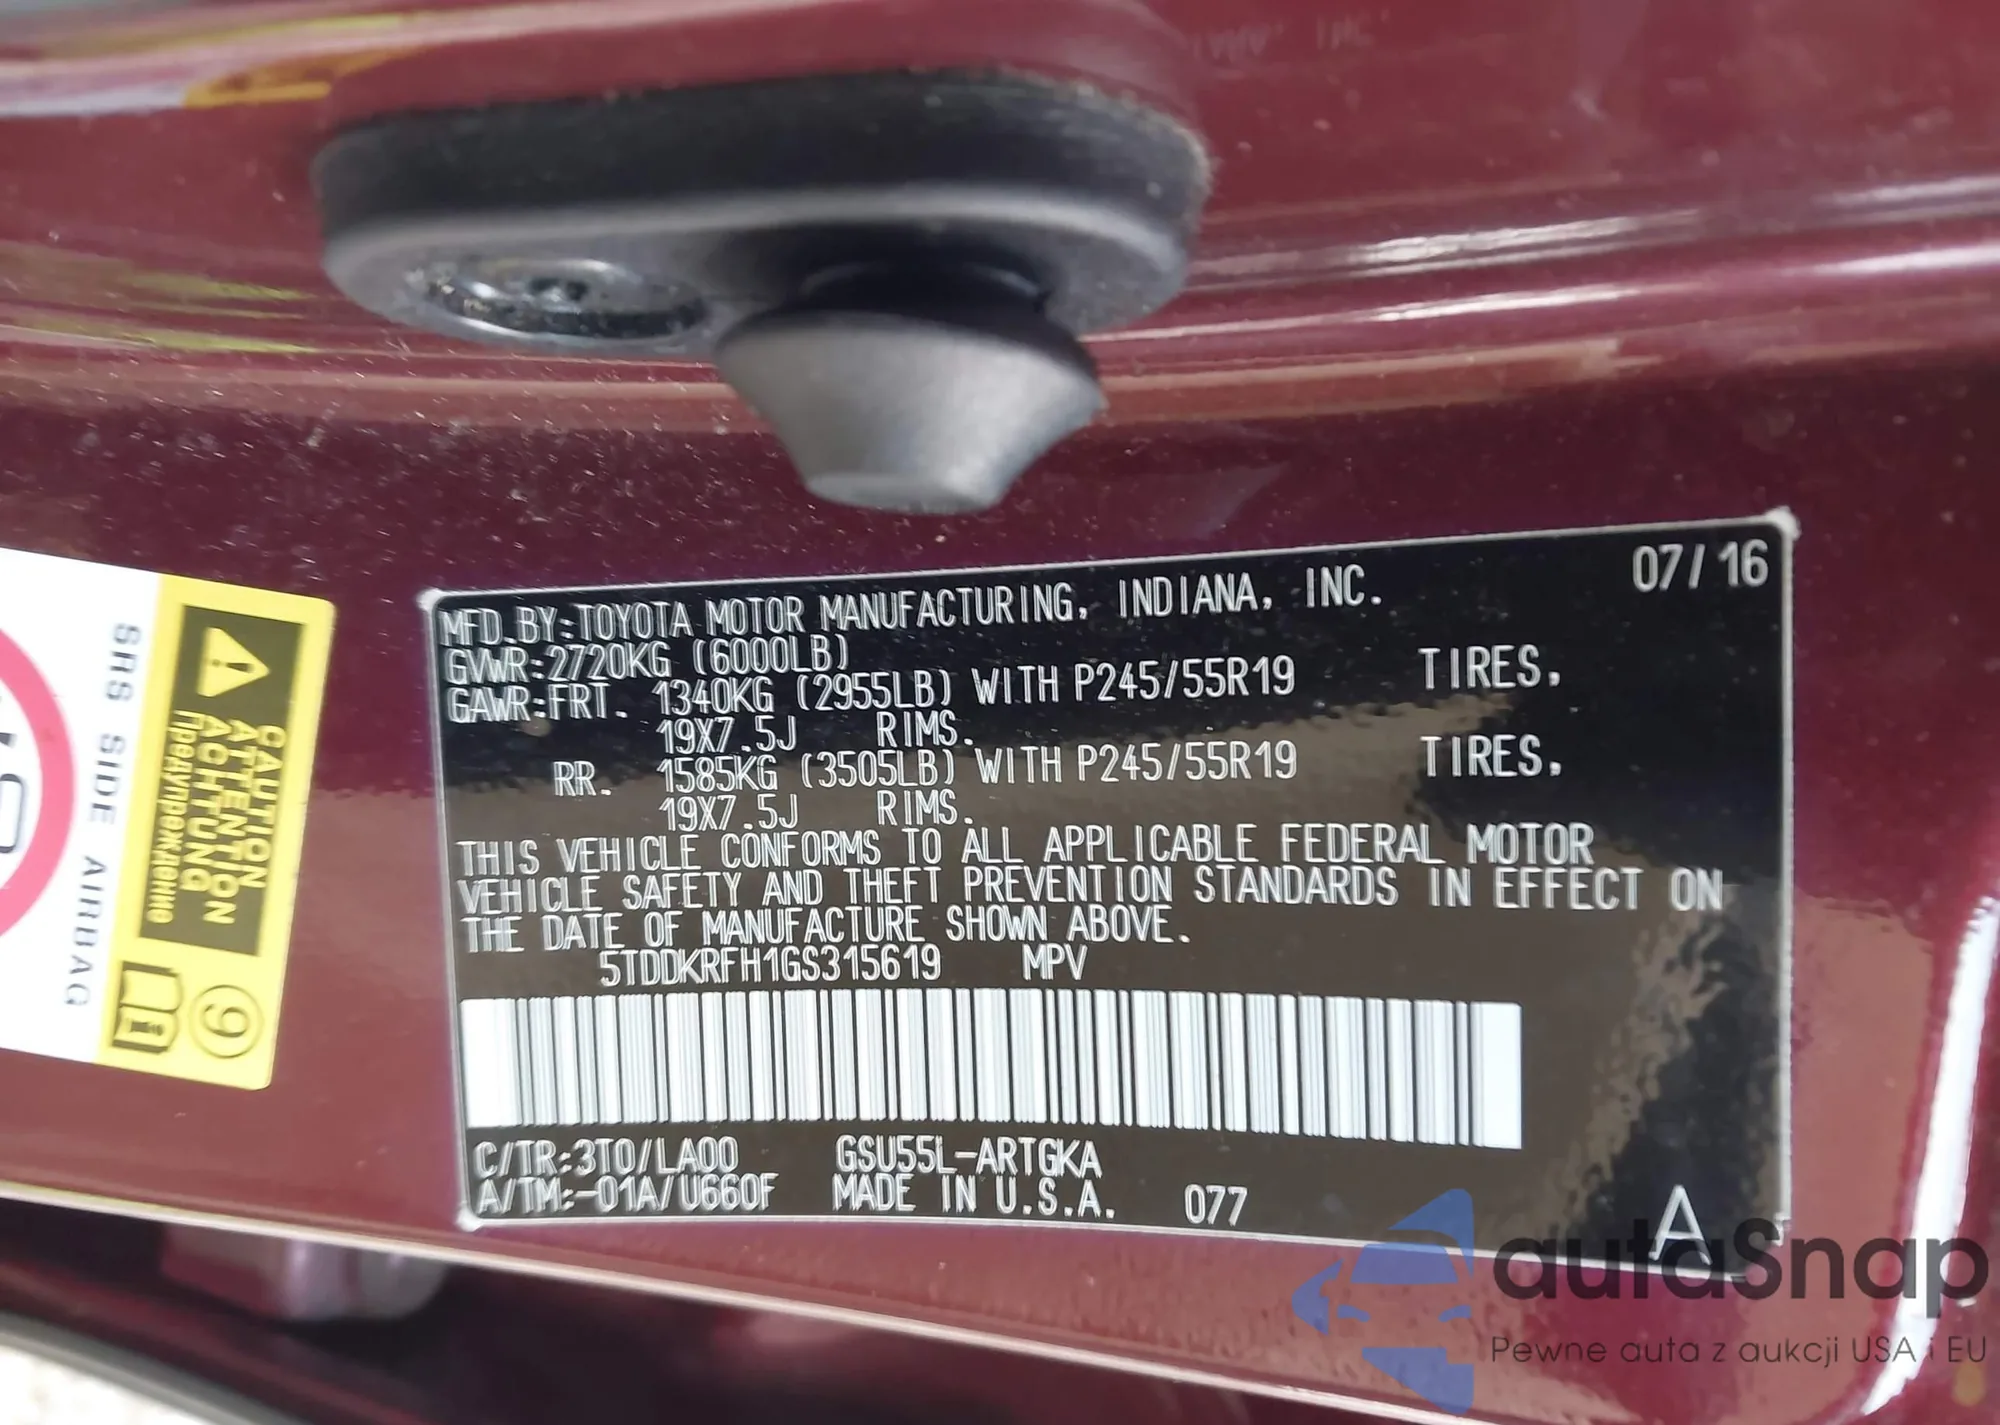 07/16
MFD.BY:TOYOTA MOTOR MANUFACTURING, INDIANA, INC.
GVWR:2720KG (6000LB)
GAWR:FRT. 1340KG (2955LB) WITH P245/55R19 TIRES,
19X7.5J RIMS.
RR. 1585KG (3505LB) WITH P245/55R19 TIRES,
19X7.5J RIMS.
THIS VEHICLE CONFORMS TO ALL APPLICABLE FEDERAL MOTOR
VEHICLE SAFETY AND THEFT PREVENTION STANDARDS IN EFFECT ON
THE DATE OF MANUFACTURE SHOWN ABOVE.
5TDDKRFH1GS315619 MPV
C/TR:3T0/LA00 GSU55L-ARTGKA
A/TM:-01A/U660F MADE IN U.S.A. 077 A
CAUTION
ATTENTION
ACHTUNG
Предупреждение
9
SRS SIDE AIRBAG
autaSnap
Pewne auta z aukcji USA i EU